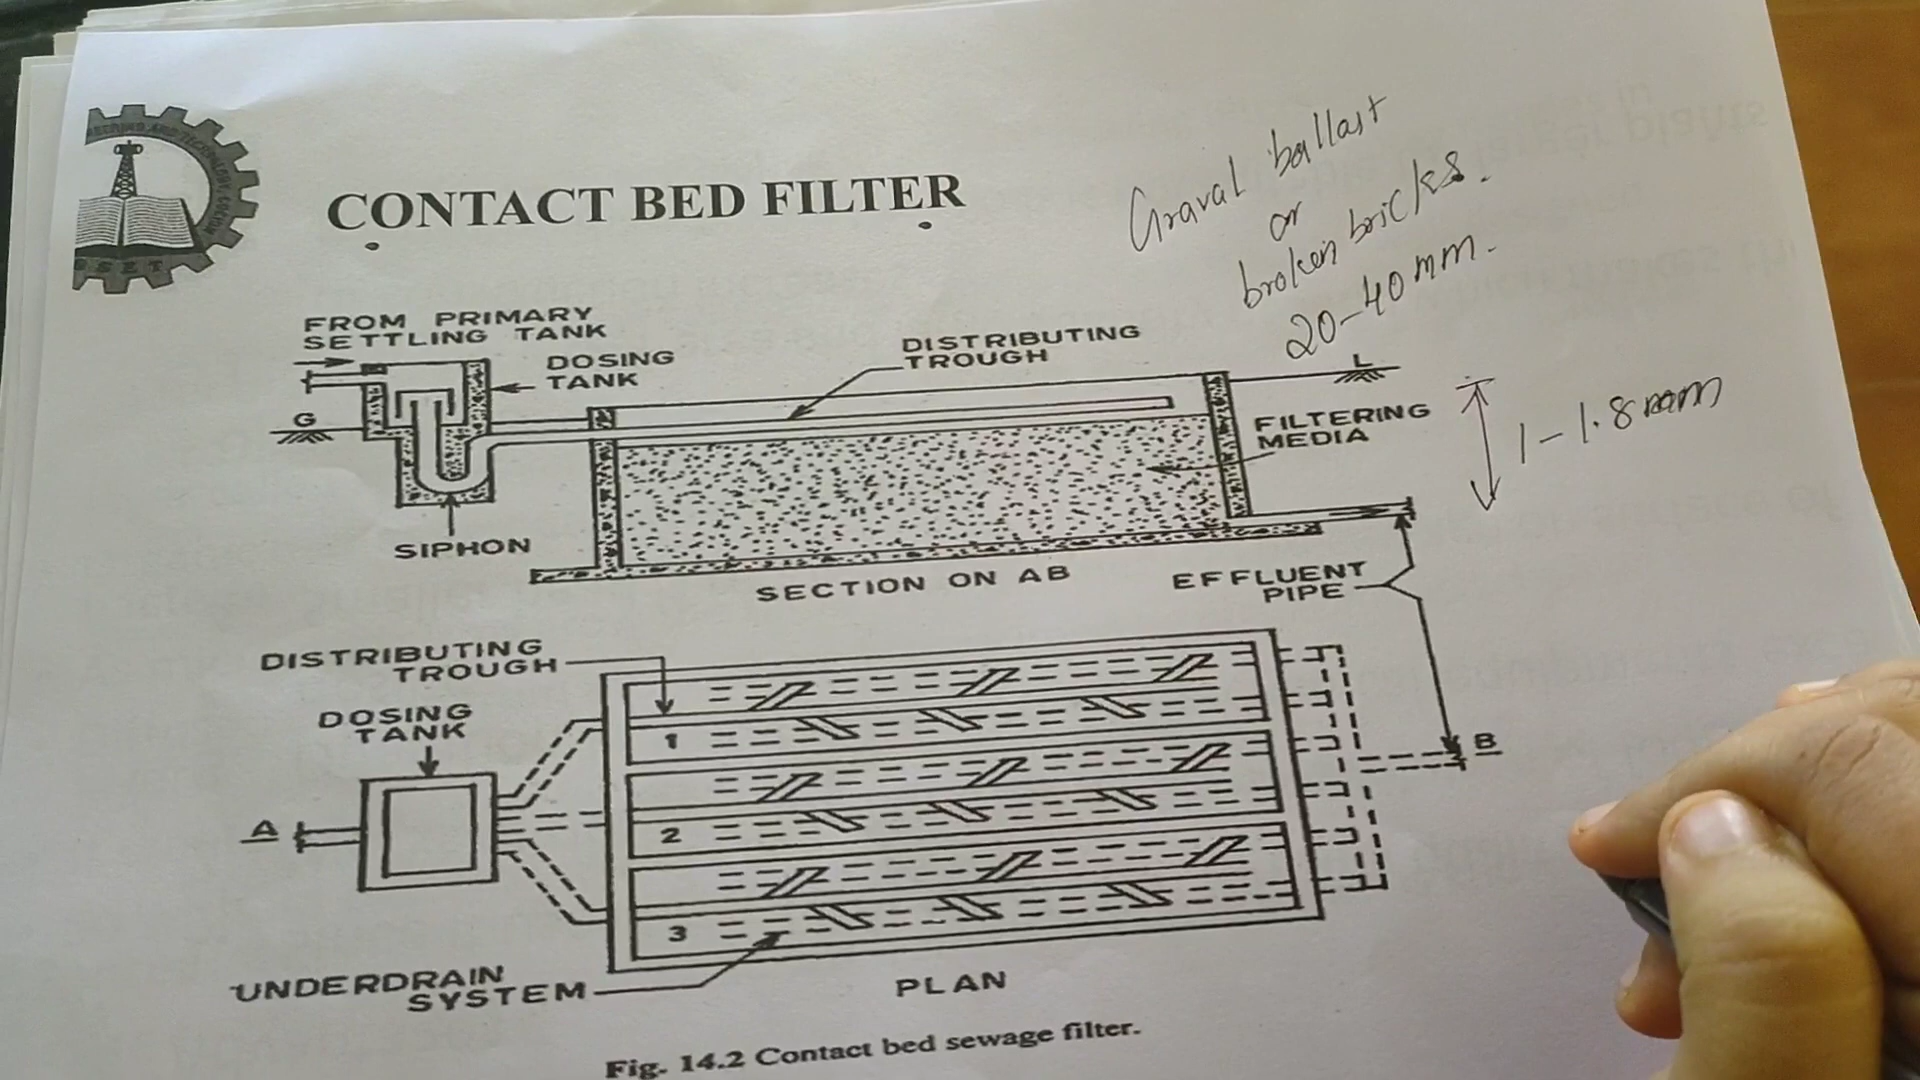 CONTACT BED FILTER
Graval ballast
or
broken bricks.
20-40mm.
FROM PRIMARY
SETTLING TANK
DOSING
TANK
DISTRIBUTING
TROUGH
G
L
FILTERING
MEDIA
1-1.8
SIPHON
SECTION ON AB
EFFLUENT
PIPE
DISTRIBUTING
TROUGH
DOSING
TANK
1
2
3
A
B
UNDERDRAIN
SYSTEM
PLAN
Fig. 14.2 Contact bed sewage filter.